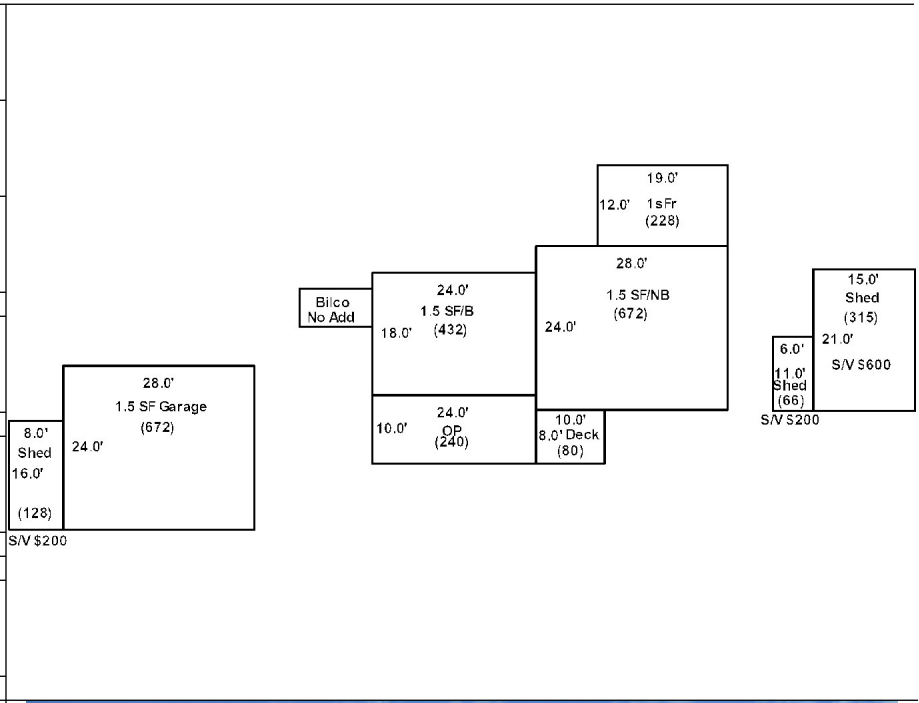 19.0'
12.0' 1sFr
(228)
28.0'
1.5 SF/NB
(672)
24.0'
Bilco
No Add
24.0'
1.5 SF/B
(432)
18.0'
24.0'
10.0' OP
(240)
10.0'
8.0' Deck
(80)
15.0'
Shed
(315)
21.0'
S/V $600
6.0'
11.0'
Shed
(66)
S/V $200
28.0'
1.5 SF Garage
(672)
24.0'
8.0'
Shed
16.0'
(128)
S/V $200